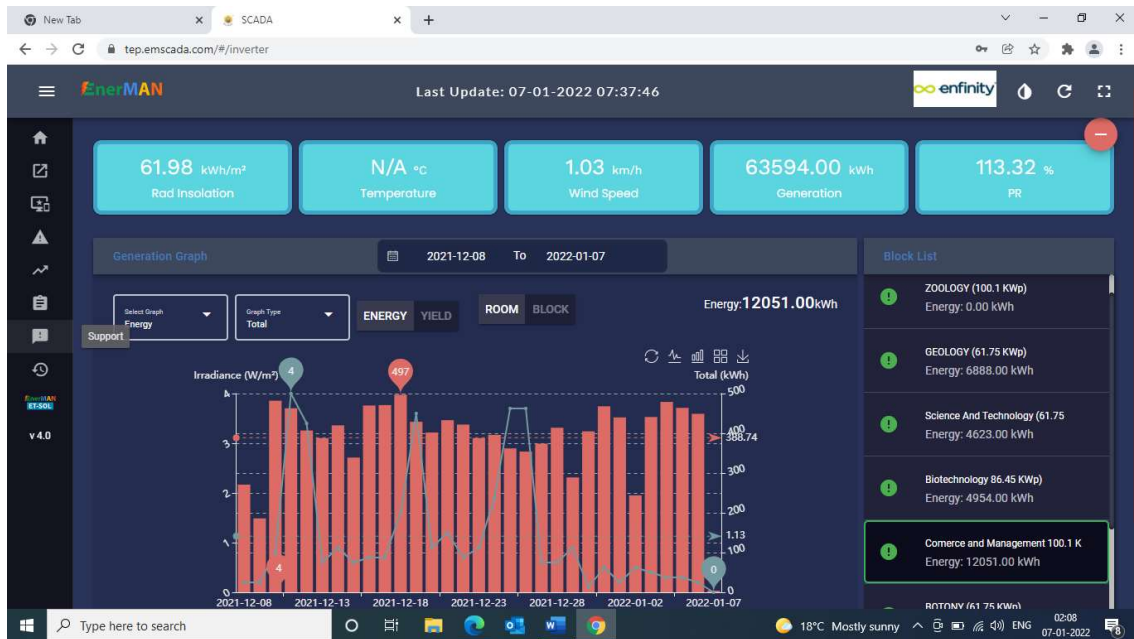 New Tab
SCADA
tep.emscada.com/#/inverter
EnerMAN
Last Update: 07-01-2022 07:37:46
enfinity
61.98 kWh/m²
Rad Insolation
N/A °C
Temperature
1.03 km/h
Wind Speed
63594.00 kWh
Generation
113.32 %
PR
Generation Graph
2021-12-08 To 2022-01-07
Block List
Select Graph
Energy
Graph Type
Total
ENERGY YIELD
ROOM BLOCK
Energy:12051.00kwh
Support
Irradiance (W/m²)
Total (kWh)
4
497
4
0
4
3
2
1
0
500
400
388.74
300
200
1.13
100
0
2021-12-08 2021-12-13 2021-12-18 2021-12-23 2021-12-28 2022-01-02 2022-01-07
ZOOLOGY (100.1 KWp)
Energy: 0.00 kWh
GEOLOGY (61.75 KWp)
Energy: 6888.00 kWh
Science And Technology (61.75
Energy: 4623.00 kWh
Biotechnology 86.45 KWp)
Energy: 4954.00 kWh
Comerce and Management 100.1 K
Energy: 12051.00 kWh
BOTONY (61.75 KWp)
EnerMAN
ET-SOL
v 4.0
Type here to search
18°C Mostly sunny
ENG
02:08
07-01-2022
8